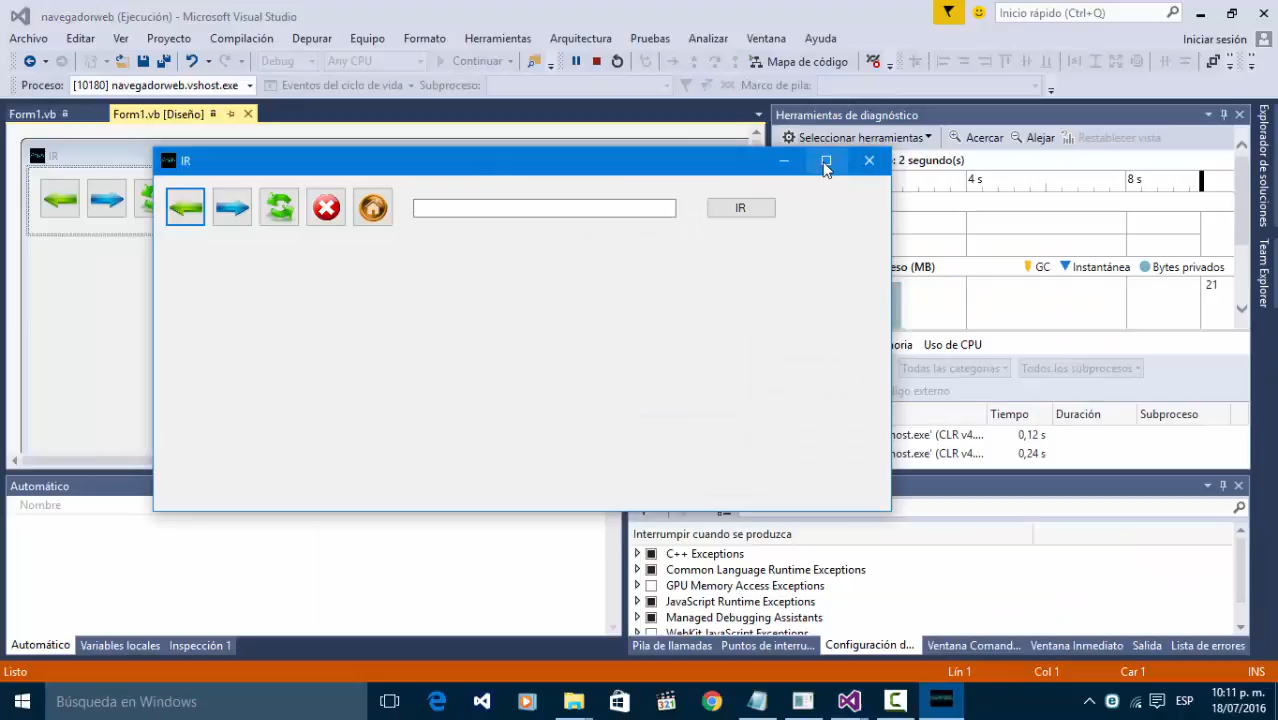 navegadorweb (Ejecución) - Microsoft Visual Studio
Inicio rápido (Ctrl+Q)
Archivo Editar Ver Proyecto Compilación Depurar Equipo Formato Herramientas Arquitectura Pruebas Analizar Ventana Ayuda
Iniciar sesión
Debug Any CPU Continuar Mapa de código
Proceso: [10180] navegadorweb.vshost.exe Eventos del ciclo de vida Subproceso: Marco de pila:
Form1.vb Form1.vb [Diseño]
Herramientas de diagnóstico
Seleccionar herramientas Acercar Alejar Restablecer vista
IR
IR
: 2 segundo(s)
4 s 8 s
IR
eso (MB) GC Instantánea Bytes privados
21
oria Uso de CPU
Todas las categorías Todos los subprocesos
digo externo
Tiempo Duración Subproceso
host.exe' (CLR v4.... 0,12 s
host.exe' (CLR v4.... 0,24 s
Explorador de soluciones
Team Explorer
Automático
Nombre
Interrumpir cuando se produzca
C++ Exceptions
Common Language Runtime Exceptions
GPU Memory Access Exceptions
JavaScript Runtime Exceptions
Managed Debugging Assistants
WebKit JavaScript Exceptions
Automático Variables locales Inspección 1
Pila de llamadas Puntos de interru... Configuración d... Ventana Comand... Ventana Inmediato Salida Lista de errores
Listo Lín 1 Col 1 Car 1 INS
Búsqueda en Windows
ESP
10:11 p. m.
18/07/2016